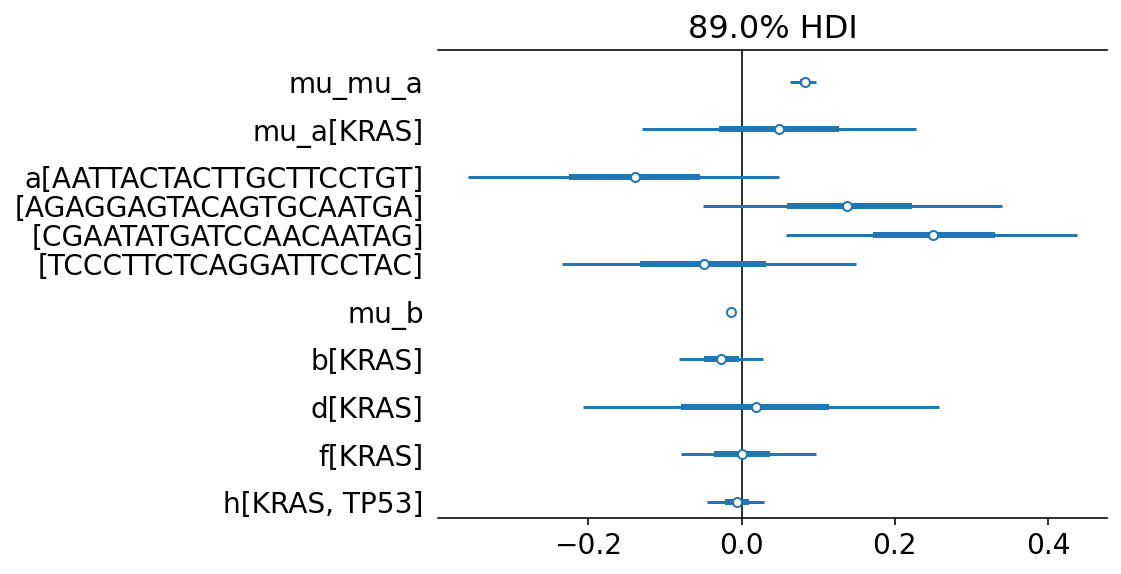 89.0% HDI
mu_mu_a
mu_a[KRAS]
a[AATTACTACTTGCTTCCTGT]
[AGAGGAGTACAGTGCAATGA]
[CGAATATGATCCAACAATAG]
[TCCCTTCTCAGGATTCCTAC]
mu_b
b[KRAS]
d[KRAS]
f[KRAS]
h[KRAS, TP53]
−0.2 0.0 0.2 0.4